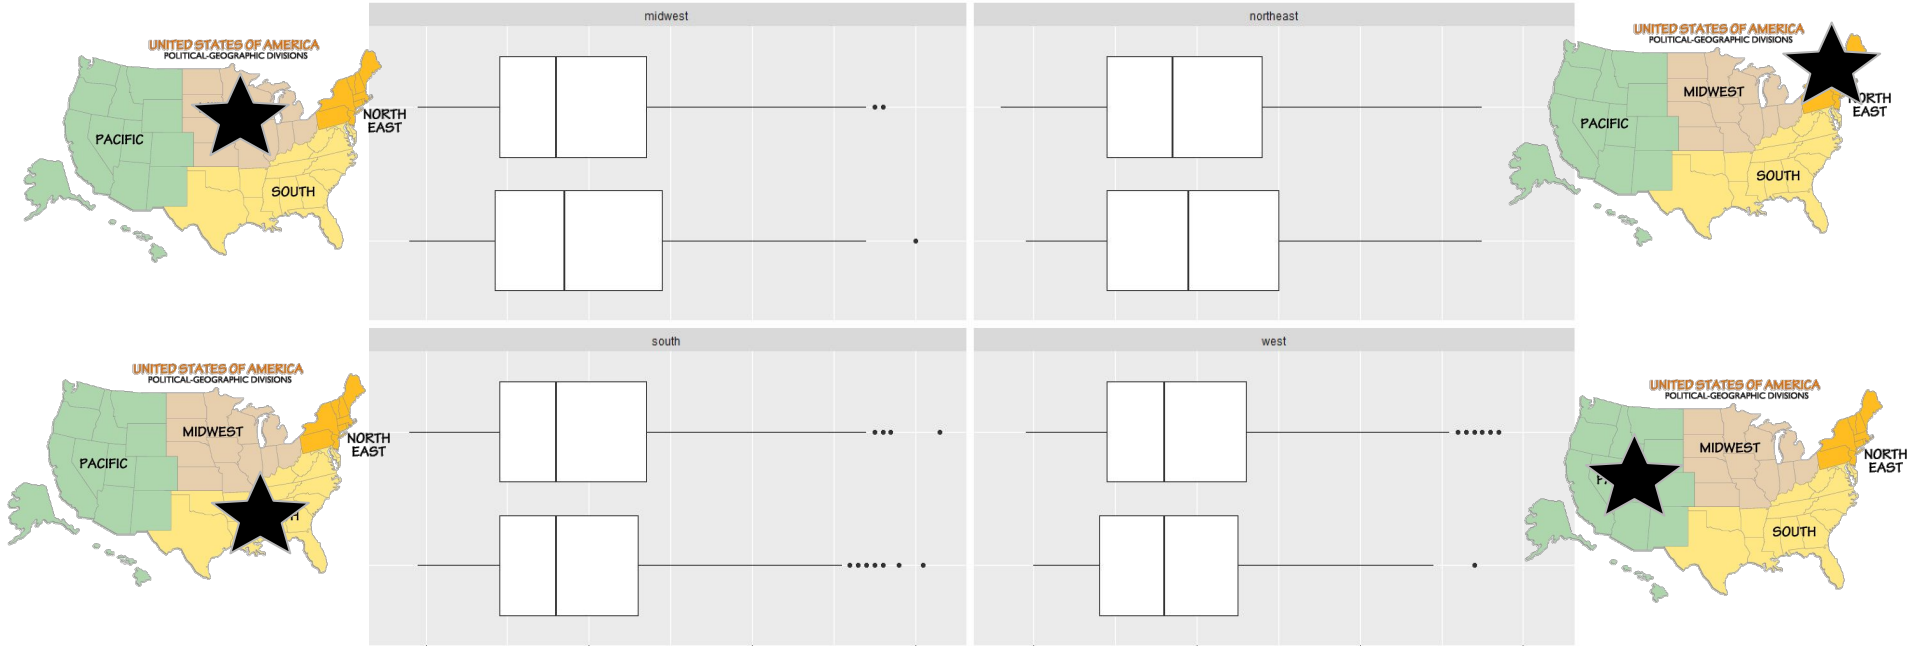 midwest
northeast
UNITED STATES OF AMERICA
POLITICAL-GEOGRAPHIC DIVISIONS
PACIFIC
NORTH
EAST
SOUTH
UNITED STATES OF AMERICA
POLITICAL-GEOGRAPHIC DIVISIONS
MIDWEST
PACIFIC
ORTH
EAST
SOUTH
south
west
UNITED STATES OF AMERICA
POLITICAL-GEOGRAPHIC DIVISIONS
MIDWEST
NORTH
EAST
PACIFIC
H
UNITED STATES OF AMERICA
POLITICAL-GEOGRAPHIC DIVISIONS
MIDWEST
NORTH
EAST
P
SOUTH